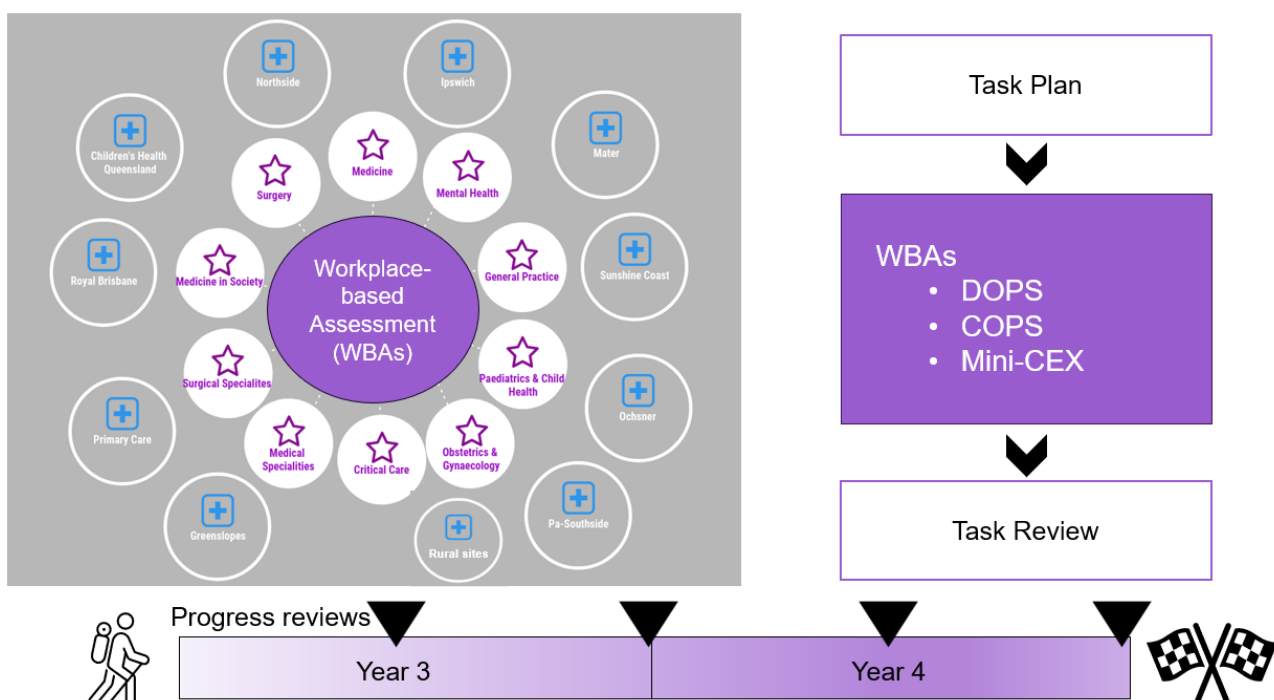 Northside
Ipswich
Children's Health
Queensland
Mater
Surgery
Medicine
Mental Health
Royal Brisbane
Medicine in Society
Workplace-
based
Assessment
(WBAs)
General Practice
Sunshine Coast
Surgical Specialites
Paediatrics & Child
Health
Primary Care
Medical
Specialities
Critical Care
Obstetrics &
Gynaecology
Ochsner
Greenslopes
Rural sites
Pa-Southside
Task Plan
WBAs
• DOPS
• COPS
• Mini-CEX
Task Review
Progress reviews
Year 3
Year 4